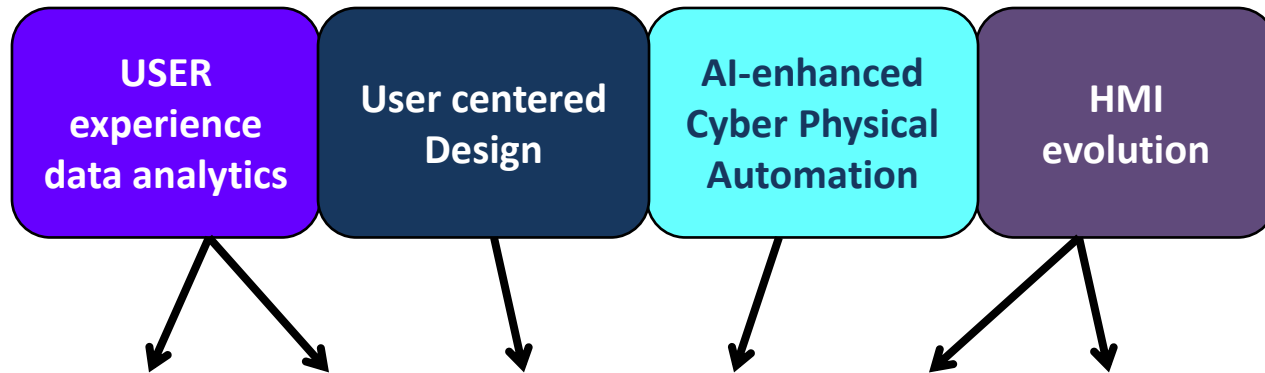 USER
experience
data analytics
User centered
Design
AI-enhanced
Cyber Physical
Automation
HMI
evolution